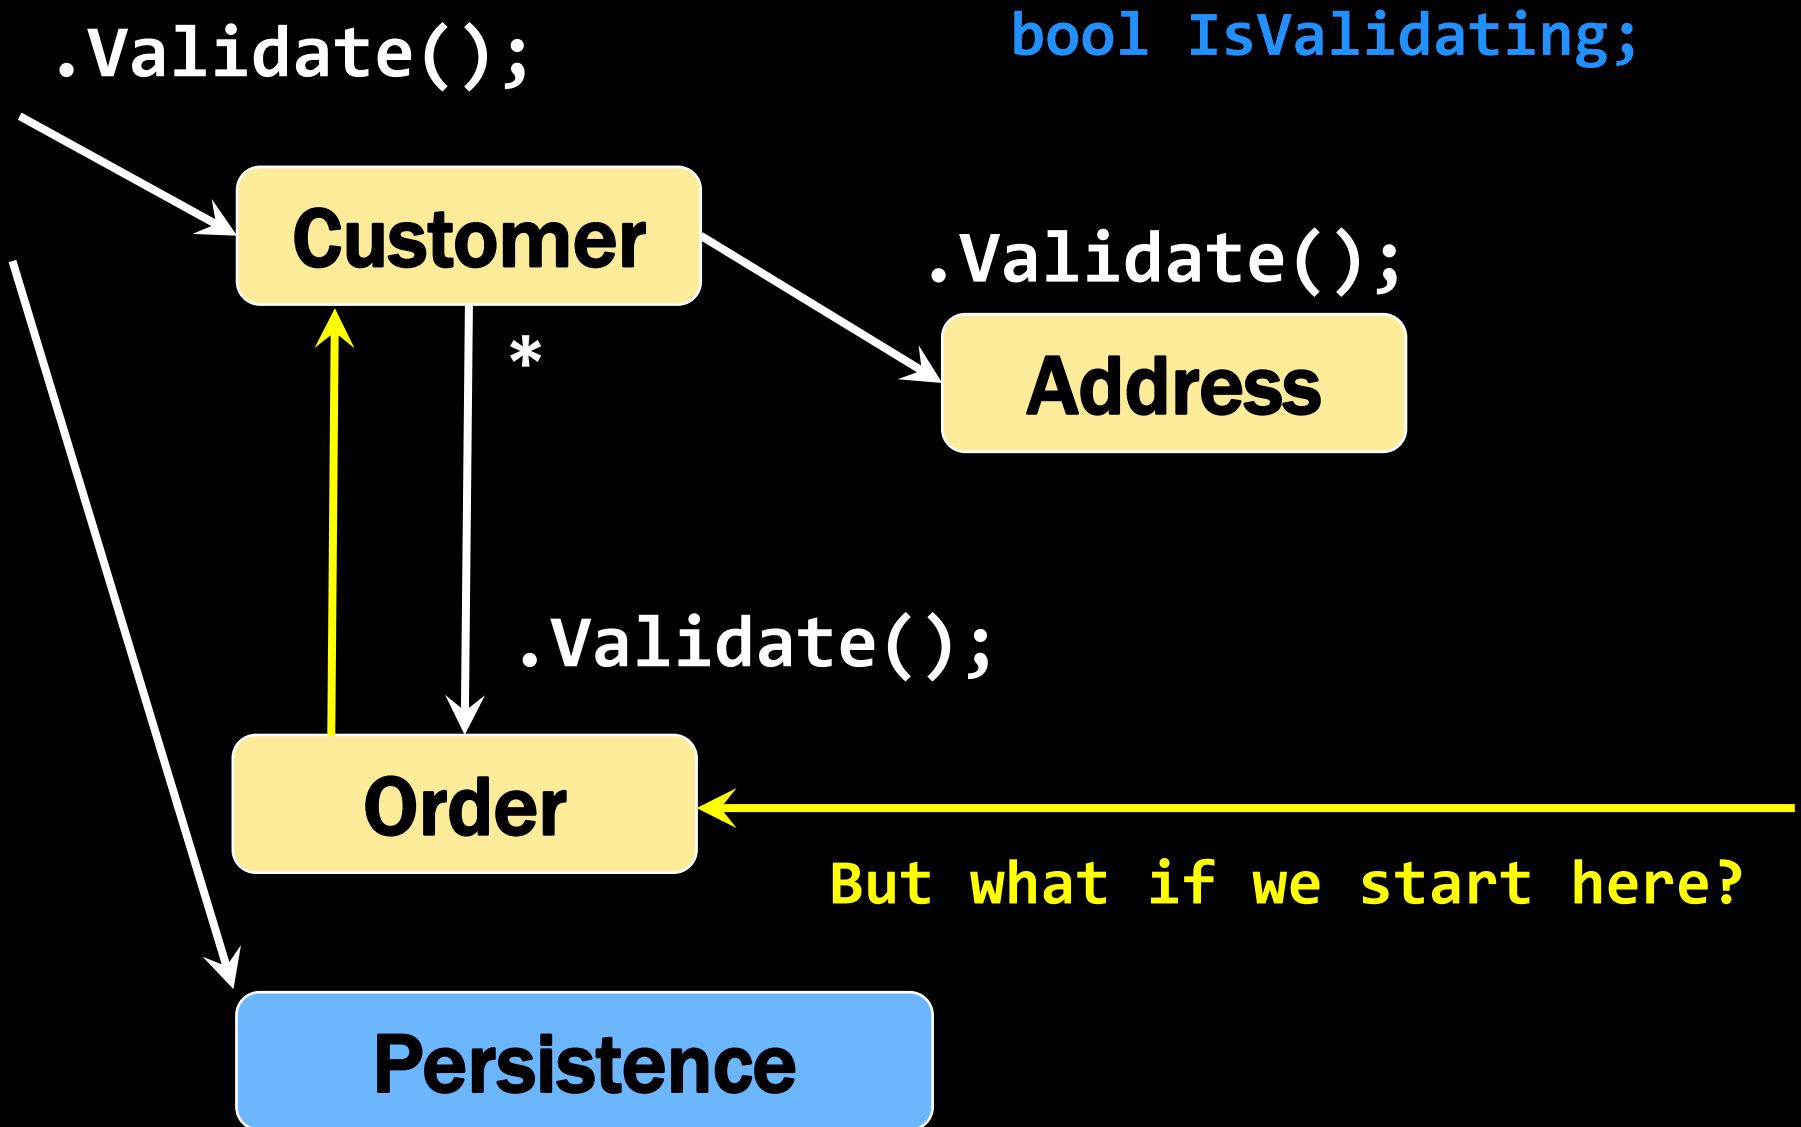 .Validate();
bool IsValidating;
Customer
.Validate();
*
Address
.Validate();
Order
But what if we start here?
Persistence